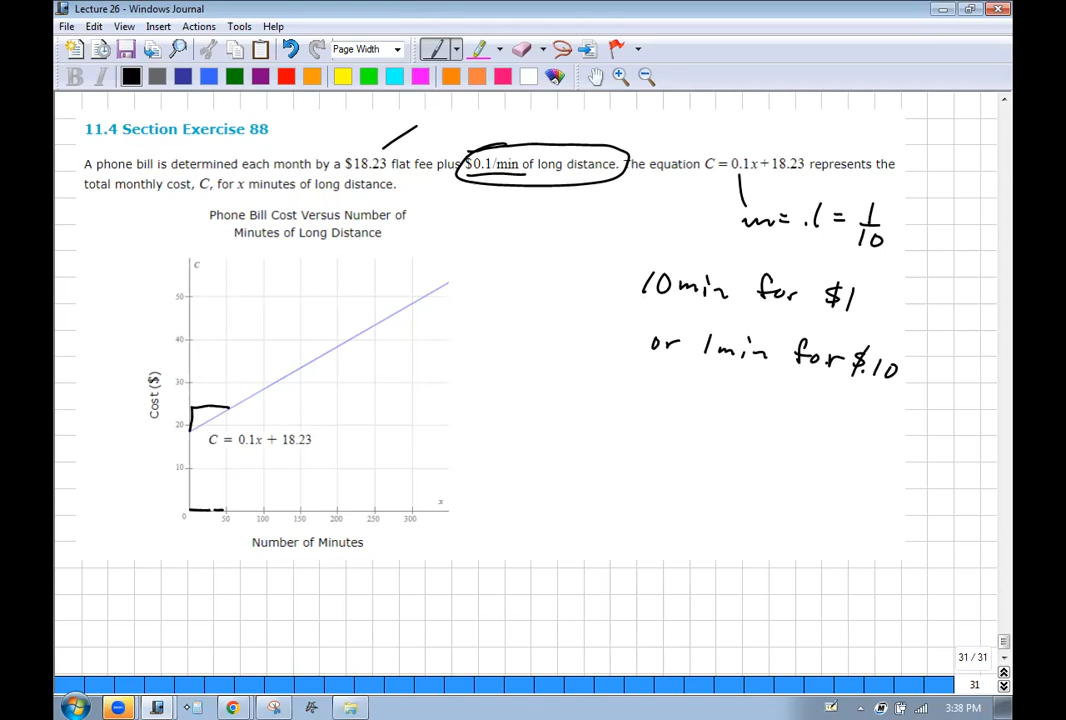 Lecture 26 - Windows Journal
File Edit View Insert Actions Tools Help
Page Width
B I
11.4 Section Exercise 88
A phone bill is determined each month by a $18.23 flat fee plus $0.1/min of long distance. The equation C = 0.1x + 18.23 represents the
total monthly cost, C, for x minutes of long distance.
Phone Bill Cost Versus Number of
Minutes of Long Distance
m = .1 = 1/10
C
10 min for $1
50
or 1 min for $.10
40
30
Cost ($)
20
C = 0.1x + 18.23
10
x
0 50 100 150 200 250 300
Number of Minutes
31 / 31
31
3:38 PM